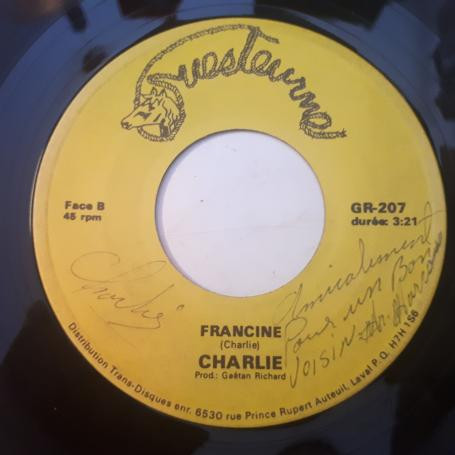 Ouesteurne
Face B
45 rpm
GR-207
durée: 3:21
Charlie
Amicalement
Pour un Bon
Voisin
FRANCINE
(Charlie)
CHARLIE
Prod.: Gaëtan Richard
Distribution Trans-Disques enr. 6530 rue Prince Rupert Auteuil, Laval P.Q. H7H 1S6